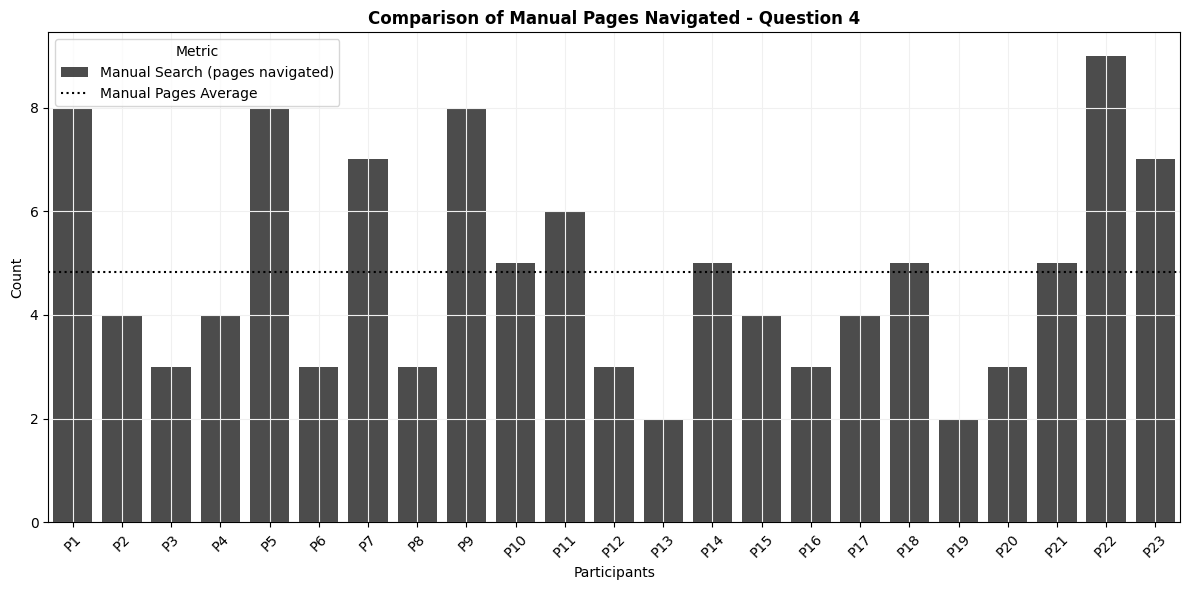 Comparison of Manual Pages Navigated - Question 4
Metric
Manual Search (pages navigated)
Manual Pages Average
Count
8
6
4
2
0
P1 P2 P3 P4 P5 P6 P7 P8 P9 P10 P11 P12 P13 P14 P15 P16 P17 P18 P19 P20 P21 P22 P23
Participants